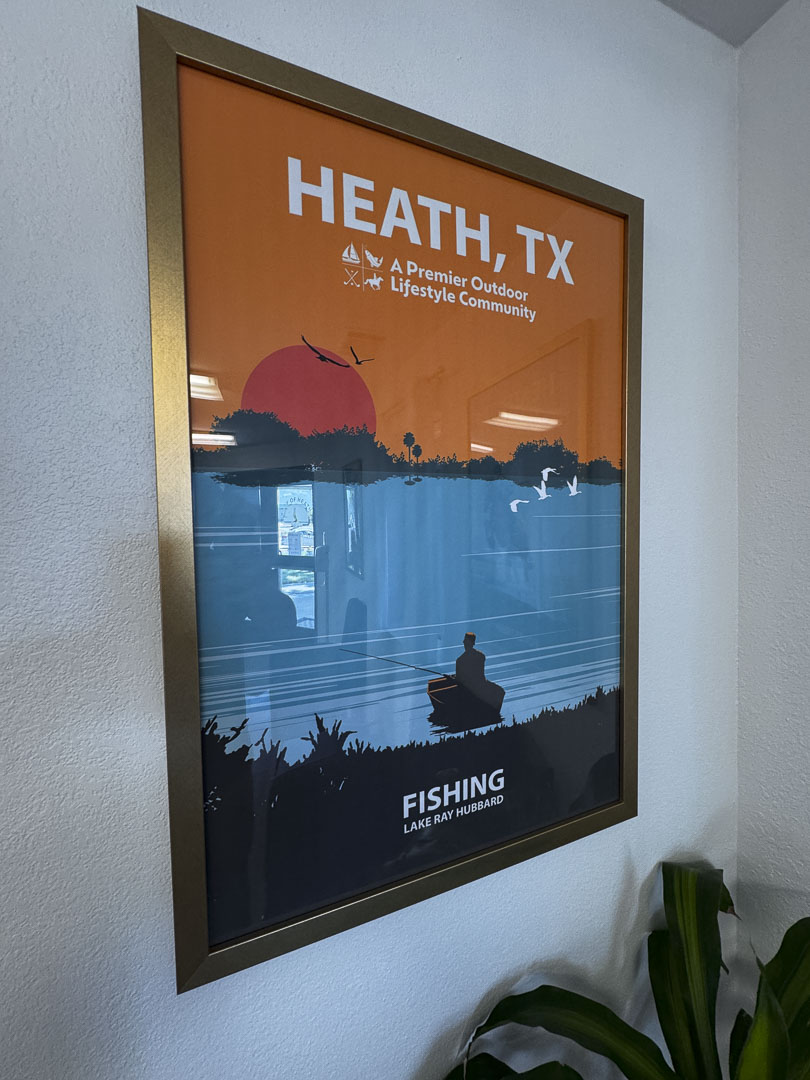 HEATH, TX
A Premier Outdoor
Lifestyle Community
FISHING
LAKE RAY HUBBARD